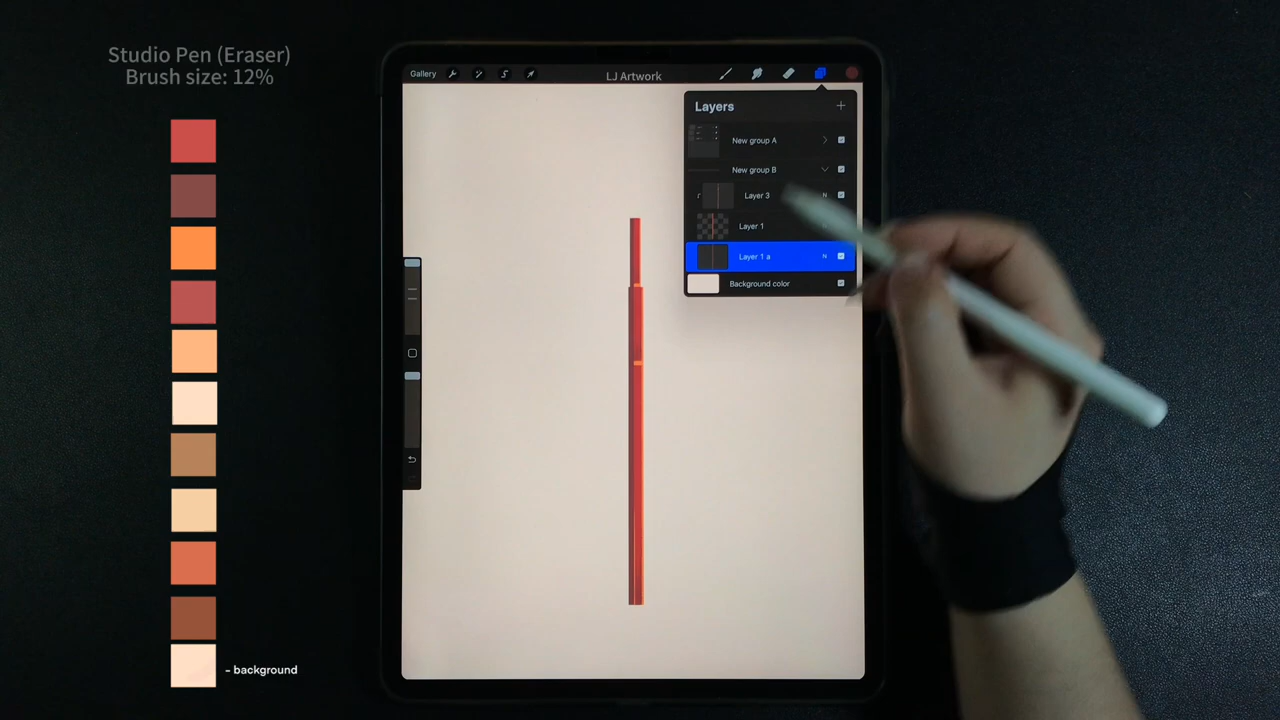 Studio Pen (Eraser)
Brush size: 12%
Gallery
LJ Artwork
Layers
New group A
New group B
Layer 3
N
Layer 1
Layer 1 a
N
Background color
- background